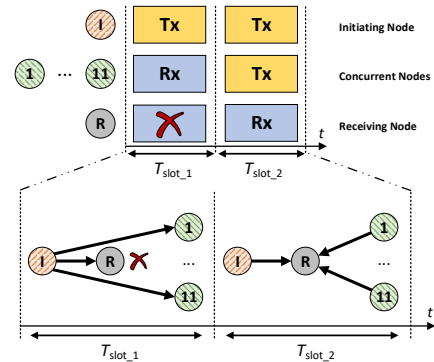 I Tx Tx Initiating Node
1 ... 11 Rx Tx Concurrent Nodes
R Rx Receiving Node
t
T_slot_1 T_slot_2
1 1
I R ... I R ...
11 11
t
T_slot_1 T_slot_2